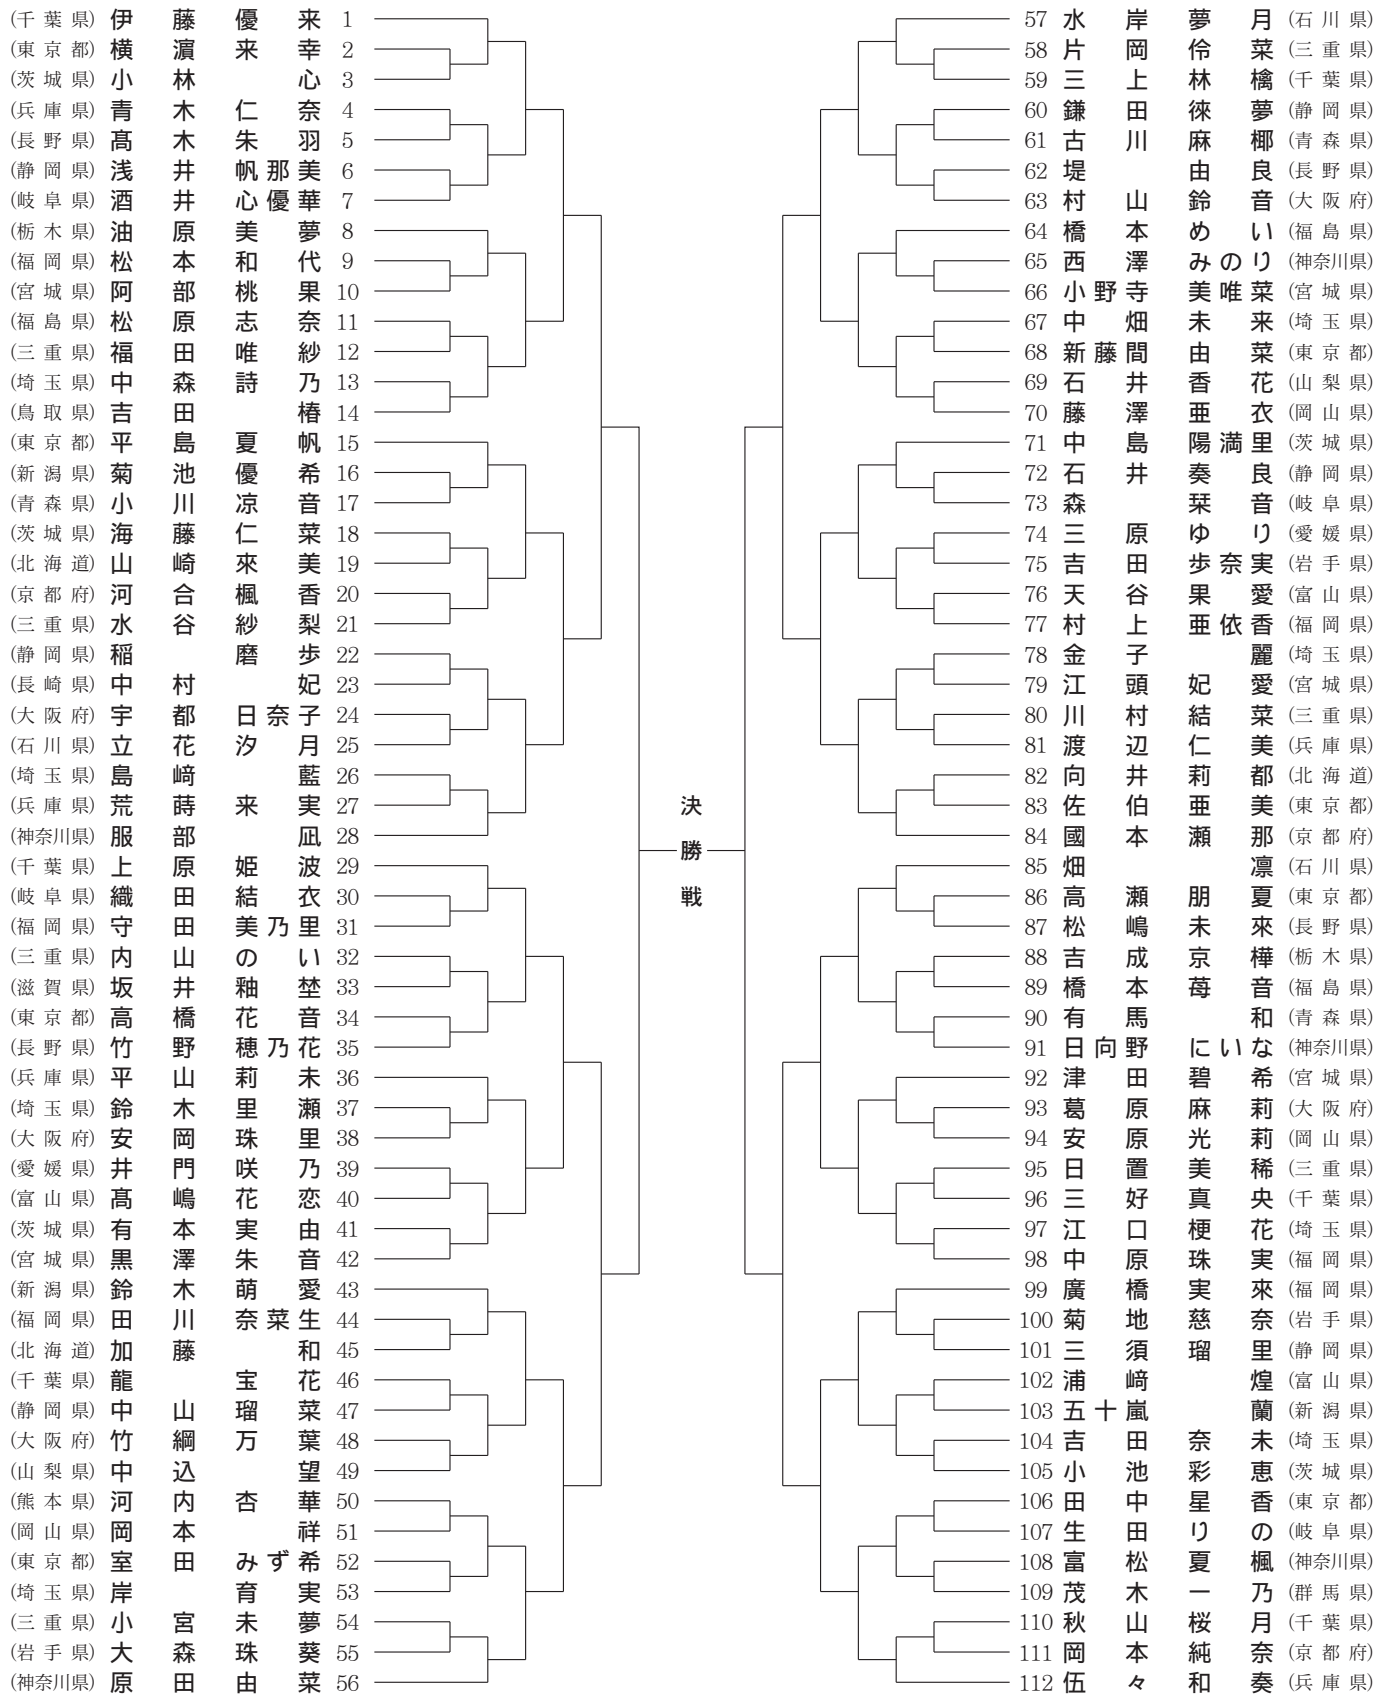 (千葉県) 伊藤優来 1
(東京都) 横濵来幸 2
(茨城県) 小林心 3
(兵庫県) 青木仁奈 4
(長野県)髙木朱羽 5
(静岡県) 浅井帆那美 6
(岐阜県) 酒井心優華 7
(栃木県) 油原美夢 8
(福岡県) 松本和代 9
(宮城県) 阿部桃果 10
(福島県) 松原志奈 11
(三重県) 福田唯紗 12
(埼玉県) 中森詩乃 13
(鳥取県) 吉田椿 14
(東京都) 平島夏帆 15
(新潟県) 菊池優希 16
(青森県) 小川凉音 17
(茨城県) 海藤仁菜 18
(北海道) 山崎來美 19
(京都府) 河合楓香 20
(三重県) 水谷紗梨 21
(静岡県) 稲磨歩 22
(長崎県) 中村妃 23
(大阪府) 宇都日奈子 24
(石川県) 立花汐月 25
(埼玉県) 島﨑藍 26
(兵庫県) 荒蒔来実 27
(神奈川県) 服部凪 28
(千葉県) 上原姫波 29
(岐阜県) 織田結衣 30
(福岡県) 守田美乃里 31
(三重県) 内山のい 32
(滋賀県) 坂井釉埜 33
(東京都) 高橋花音 34
(長野県) 竹野穂乃花 35
(兵庫県) 平山莉未 36
(埼玉県) 鈴木里瀬 37
(大阪府) 安岡珠里 38
(愛媛県) 井門咲乃 39
(富山県) 髙嶋花恋 40
(茨城県) 有本実由 41
(宮城県) 黒澤朱音 42
(新潟県) 鈴木萌愛 43
(福岡県) 田川奈菜生 44
(北海道) 加藤和 45
(千葉県) 龍宝花 46
(静岡県) 中山瑠菜 47
(大阪府) 竹綱万葉 48
(山梨県) 中込望 49
(熊本県) 河内杏華 50
(岡山県) 岡本祥 51
(東京都) 室田みず希 52
(埼玉県) 岸育実 53
(三重県) 小宮未夢 54
(岩手県) 大森珠葵 55
(神奈川県) 原田由菜 56
決
勝
戦
57 水岸夢月 (石川県)
58 片岡伶菜 (三重県)
59 三上林檎 (千葉県)
60 鎌田徠夢 (静岡県)
61 古川麻椰 (青森県)
62 堤由良 (長野県)
63 村山鈴音 (大阪府)
64 橋本めい (福島県)
65 西澤みのり (神奈川県)
66 小野寺美唯菜 (宮城県)
67 中畑未来 (埼玉県)
68 新藤間由菜 (東京都)
69 石井香花 (山梨県)
70 藤澤亜衣 (岡山県)
71 中島陽満里 (茨城県)
72 石井奏良 (静岡県)
73 森栞音 (岐阜県)
74 三原ゆり (愛媛県)
75 吉田歩奈実 (岩手県)
76 天谷果愛 (富山県)
77 村上亜依香 (福岡県)
78 金子麗 (埼玉県)
79 江頭妃愛 (宮城県)
80 川村結菜 (三重県)
81 渡辺仁美 (兵庫県)
82 向井莉都 (北海道)
83 佐伯亜美 (東京都)
84 國本瀬那 (京都府)
85 畑凛 (石川県)
86 高瀬朋夏 (東京都)
87 松嶋未來 (長野県)
88 吉成京樺 (栃木県)
89 橋本苺音 (福島県)
90 有馬和 (青森県)
91 日向野にいな (神奈川県)
92 津田碧希 (宮城県)
93 葛原麻莉 (大阪府)
94 安原光莉 (岡山県)
95 日置美稀 (三重県)
96 三好真央 (千葉県)
97 江口梗花 (埼玉県)
98 中原珠実 (福岡県)
99 廣橋実來 (福岡県)
100 菊地慈奈 (岩手県)
101 三須瑠里 (静岡県)
102 浦﨑煌 (富山県)
103 五十嵐蘭 (新潟県)
104 吉田奈未 (埼玉県)
105 小池彩恵 (茨城県)
106 田中星香 (東京都)
107 生田りの (岐阜県)
108 富松夏楓 (神奈川県)
109 茂木一乃 (群馬県)
110 秋山桜月 (千葉県)
111 岡本純奈 (京都府)
112 伍々和奏 (兵庫県)